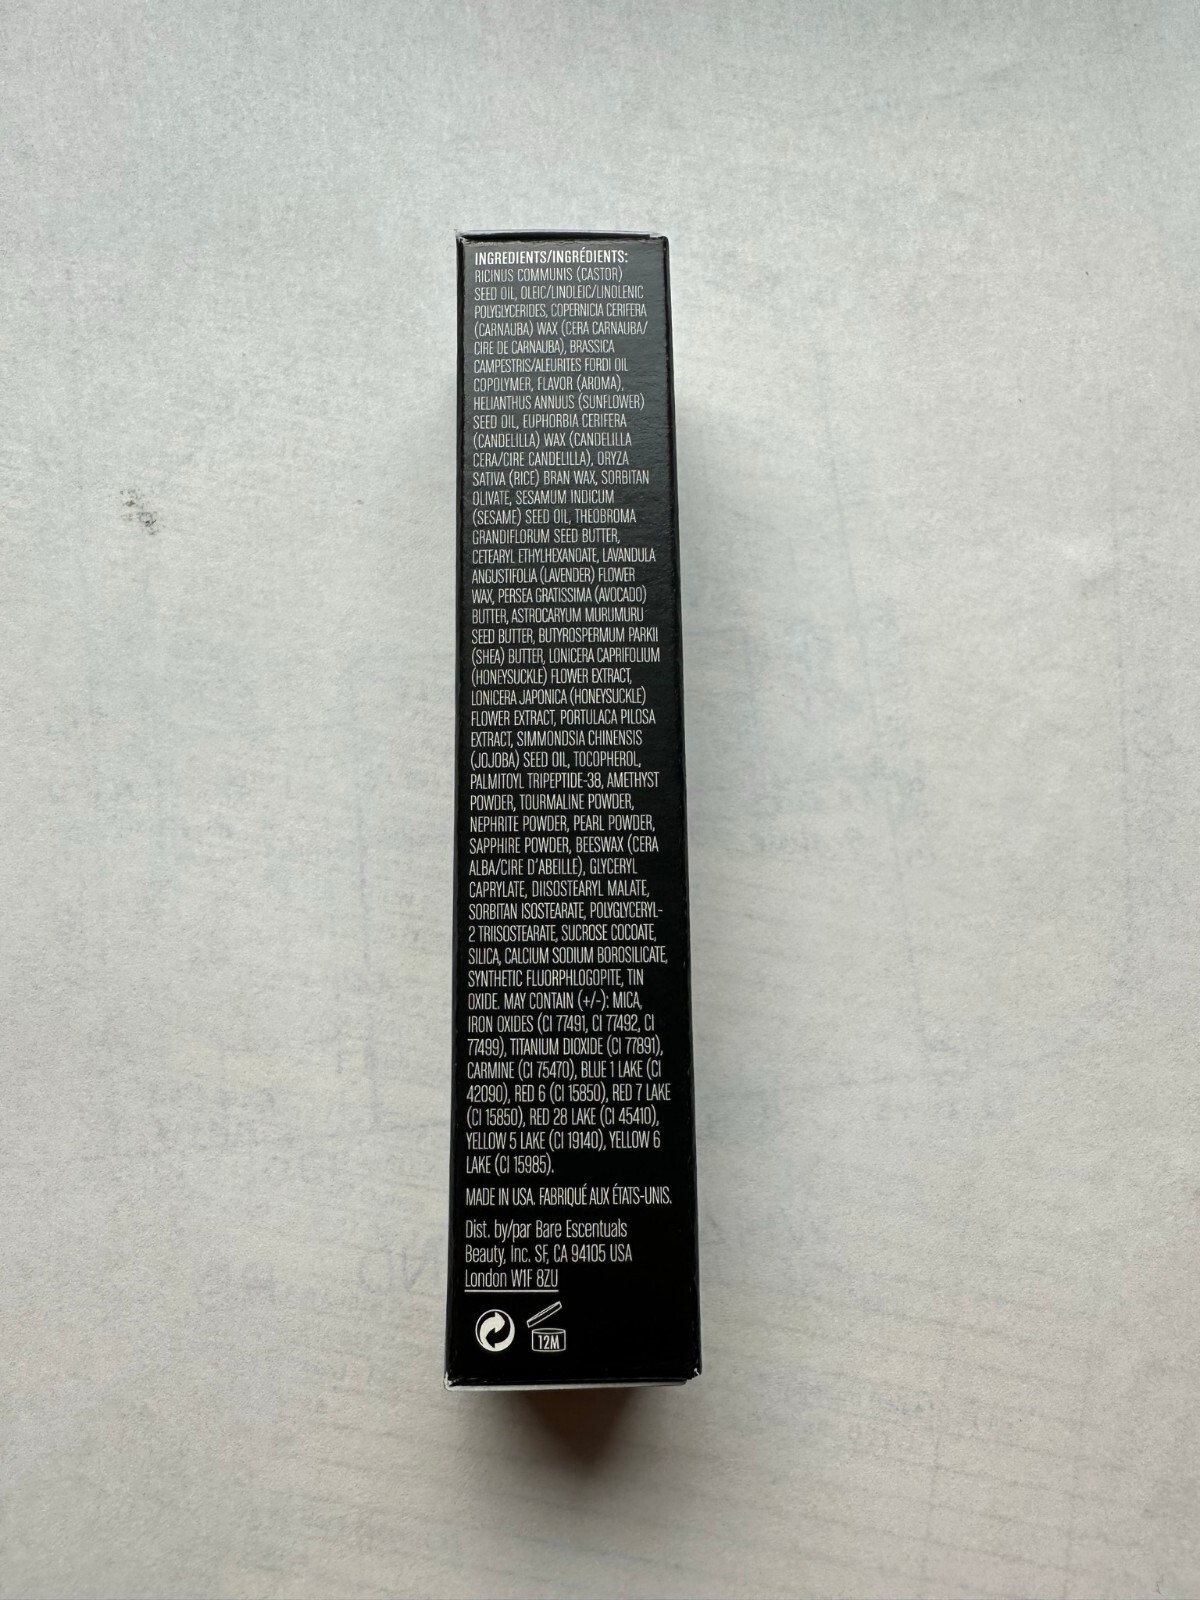 INGREDIENTS/INGRÉDIENTS:
RICINUS COMMUNIS (CASTOR)
SEED OIL, OLEIC/LINOLEIC/LINOLENIC
POLYGLYCERIDES, COPERNICIA CERIFERA
(CARNAUBA) WAX (CERA CARNAUBA/
CIRE DE CARNAUBA), BRASSICA
CAMPESTRIS/ALEURITES FORDI OIL
COPOLYMER, FLAVOR (AROMA),
HELIANTHUS ANNUUS (SUNFLOWER)
SEED OIL, EUPHORBIA CERIFERA
(CANDELILLA) WAX (CANDELILLA
CERA/CIRE CANDELILLA), ORYZA
SATIVA (RICE) BRAN WAX, SORBITAN
OLIVATE, SESAMUM INDICUM
(SESAME) SEED OIL, THEOBROMA
GRANDIFLORUM SEED BUTTER,
CETEARYL ETHYLHEXANOATE, LAVANDULA
ANGUSTIFOLIA (LAVENDER) FLOWER
WAX, PERSEA GRATISSIMA (AVOCADO)
BUTTER, ASTROCARYUM MURUMURU
SEED BUTTER, BUTYROSPERMUM PARKII
(SHEA) BUTTER, LONICERA CAPRIFOLIUM
(HONEYSUCKLE) FLOWER EXTRACT,
LONICERA JAPONICA (HONEYSUCKLE)
FLOWER EXTRACT, PORTULACA PILOSA
EXTRACT, SIMMONDSIA CHINENSIS
(JOJOBA) SEED OIL, TOCOPHEROL,
PALMITOYL TRIPEPTIDE-38, AMETHYST
POWDER, TOURMALINE POWDER,
NEPHRITE POWDER, PEARL POWDER,
SAPPHIRE POWDER, BEESWAX (CERA
ALBA/CIRE D'ABEILLE), GLYCERYL
CAPRYLATE, DIISOSTEARYL MALATE,
SORBITAN ISOSTEARATE, POLYGLYCERYL-
2 TRIISOSTEARATE, SUCROSE COCOATE,
SILICA, CALCIUM SODIUM BOROSILICATE,
SYNTHETIC FLUORPHLOGOPITE, TIN
OXIDE. MAY CONTAIN (+/-): MICA,
IRON OXIDES (CI 77491, CI 77492, CI
77499), TITANIUM DIOXIDE (CI 77891),
CARMINE (CI 75470), BLUE 1 LAKE (CI
42090), RED 6 (CI 15850), RED 7 LAKE
(CI 15850), RED 28 LAKE (CI 45410),
YELLOW 5 LAKE (CI 19140), YELLOW 6
LAKE (CI 15985).
MADE IN USA. FABRIQUÉ AUX ÉTATS-UNIS.
Dist. by/par Bare Escentuals
Beauty, Inc. SF, CA 94105 USA
London W1F 8ZU
12M